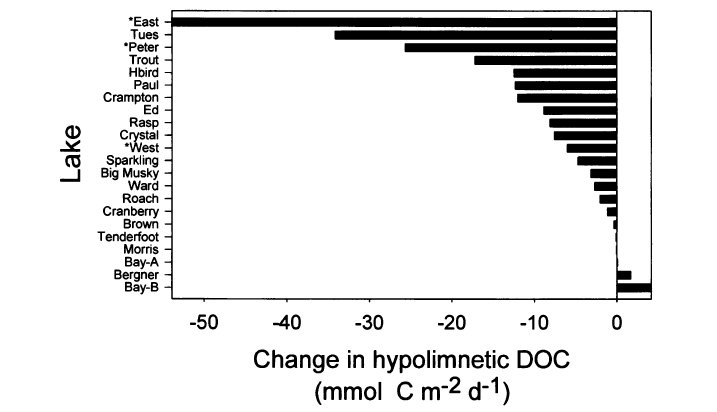 Lake
*East
Tues
*Peter
Trout
Hbird
Paul
Crampton
Ed
Rasp
Crystal
*West
Sparkling
Big Musky
Ward
Roach
Cranberry
Brown
Tenderfoot
Morris
Bay-A
Bergner
Bay-B
-50 -40 -30 -20 -10 0
Change in hypolimnetic DOC
(mmol C m-2 d-1)